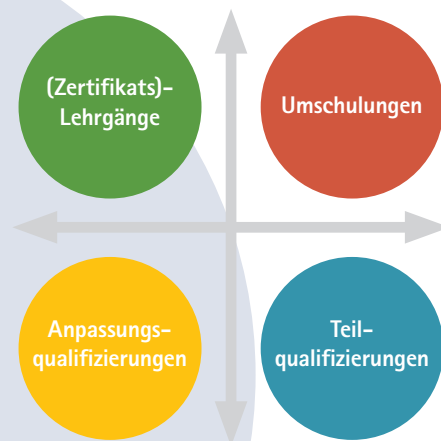 (Zertifikats)-
Lehrgänge
Umschulungen
Anpassungs-
qualifizierungen
Teil-
qualifizierungen